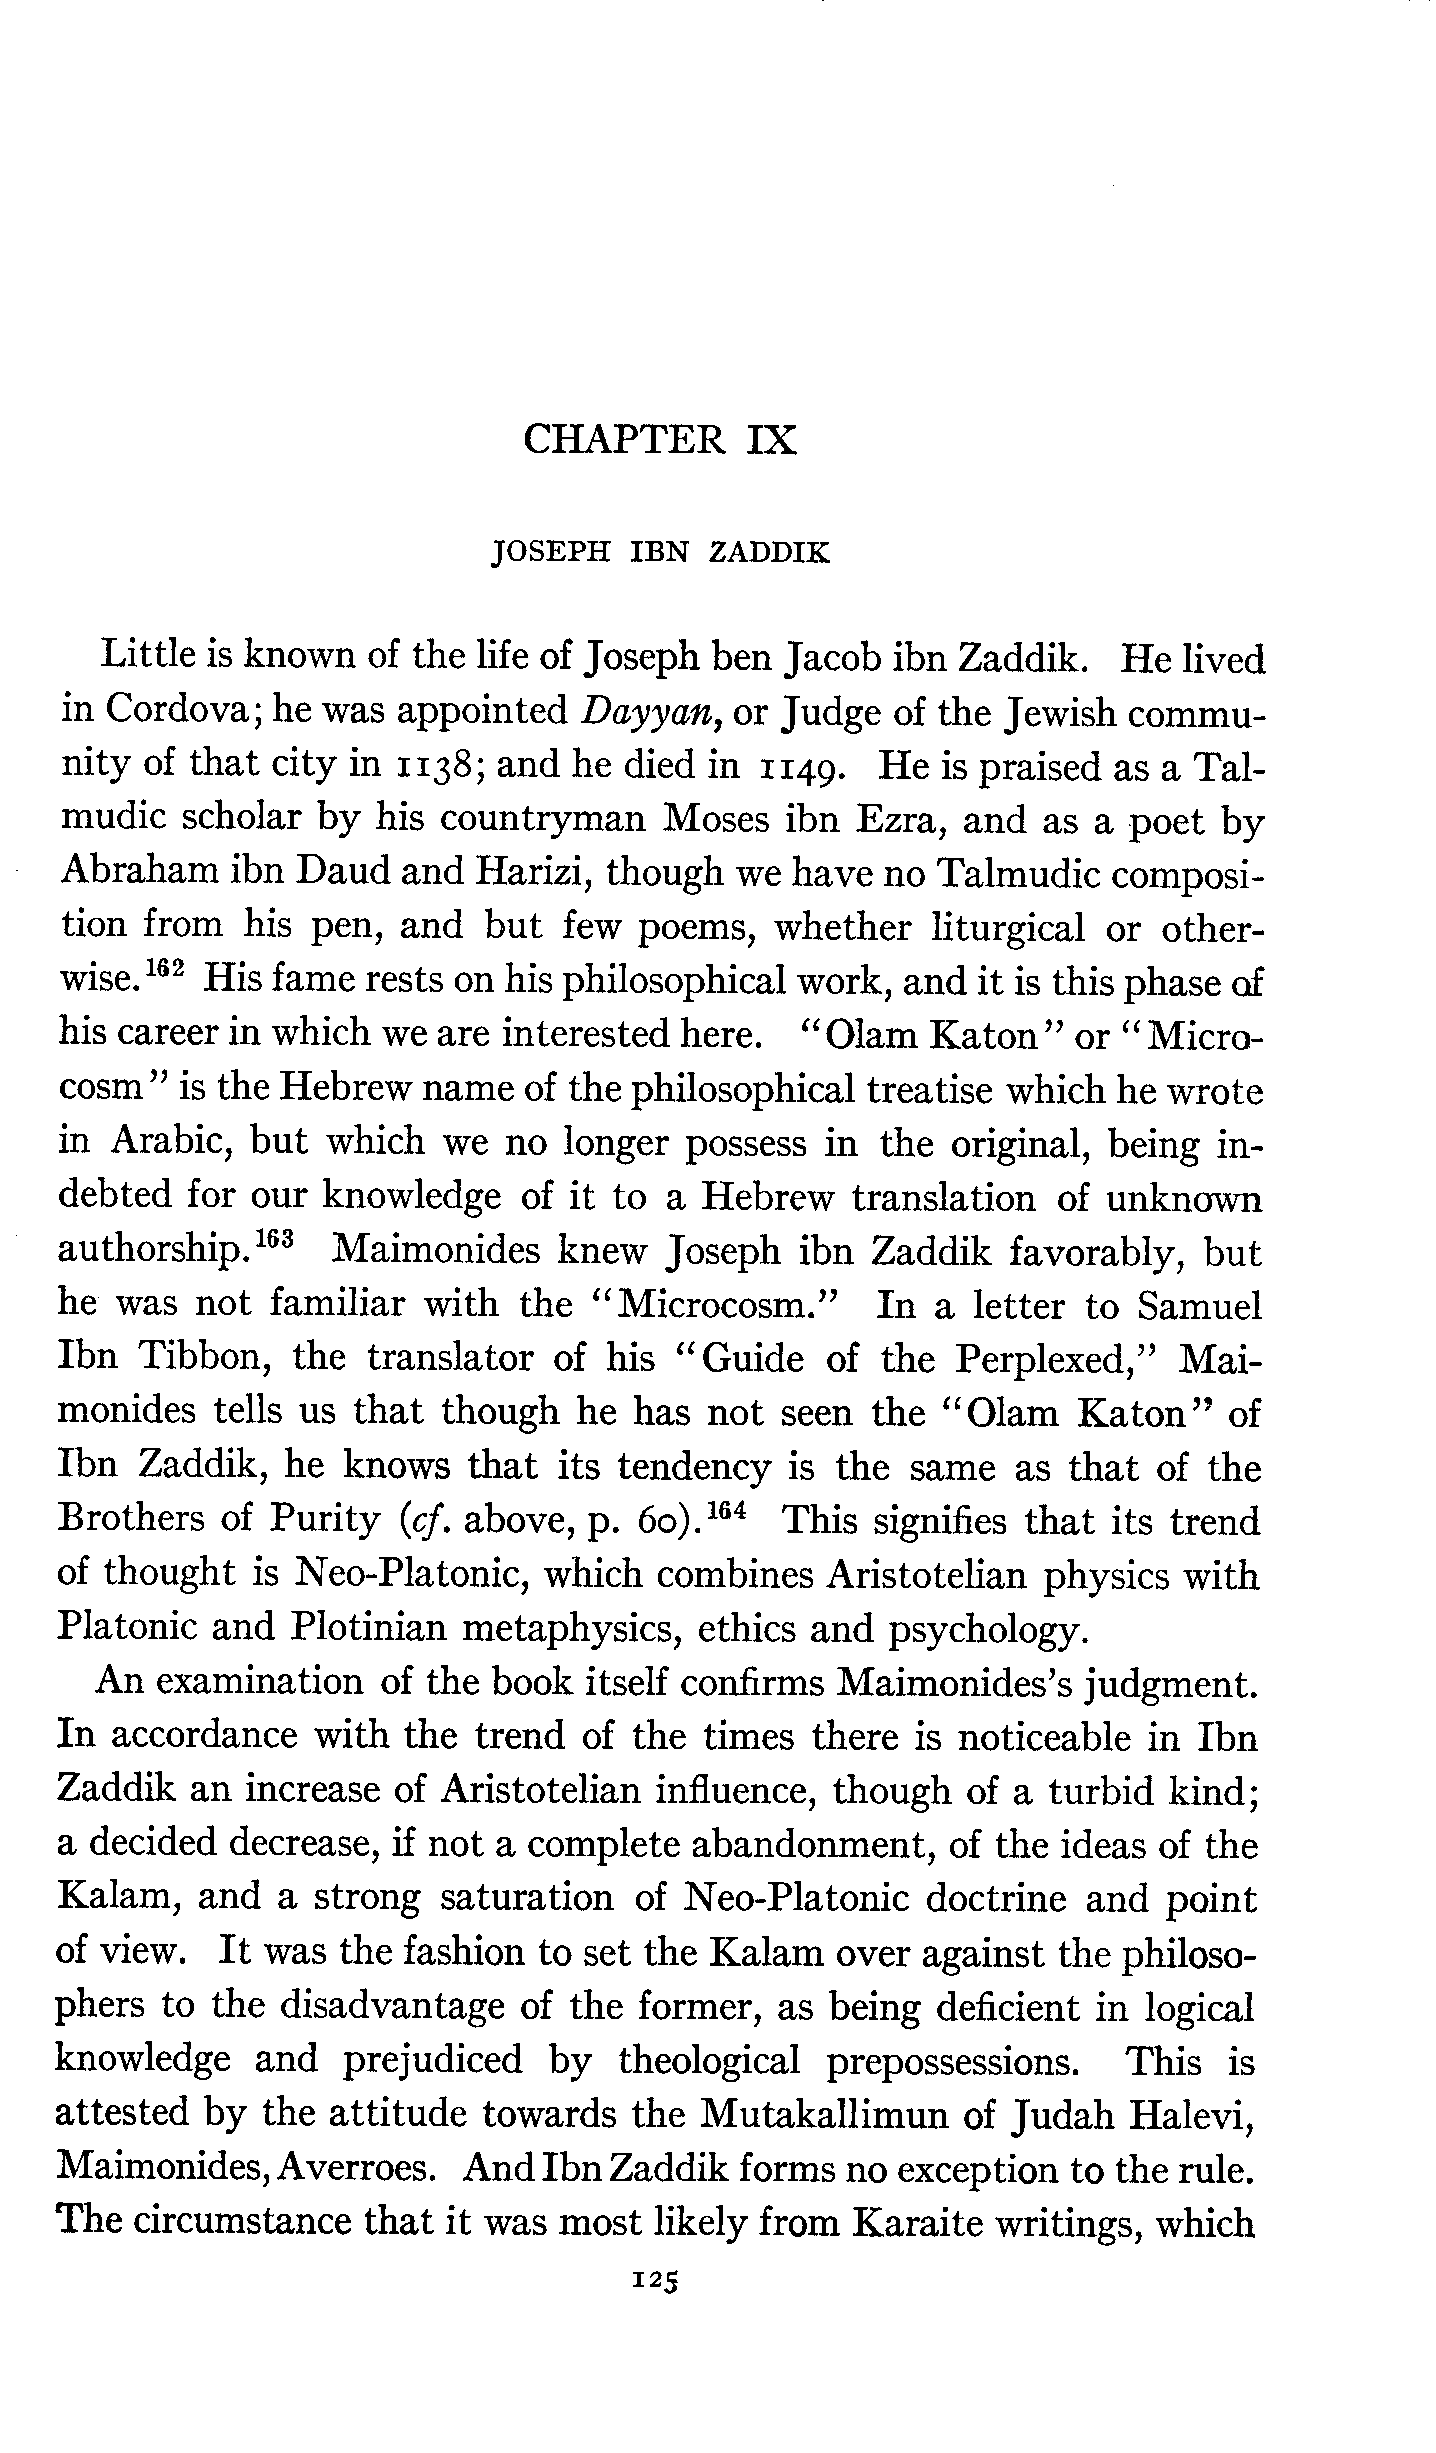 CHAPTER IX
JOSEPH IBN ZADDIK
Little is known of the life of Joseph ben Jacob ibn Zaddik. He lived
in Cordova; he was appointed Dayyan, or Judge of the Jewish commu-
nity of that city in 1138; and he died in 1149. He is praised as a Tal-
mudic scholar by his countryman Moses ibn Ezra, and as a poet by
Abraham ibn Daud and Harizi, though we have no Talmudic composi-
tion from his pen, and but few poems, whether liturgical or other-
wise.162 His fame rests on his philosophical work, and it is this phase of
his career in which we are interested here. "Olam Katon" or "Micro-
cosm" is the Hebrew name of the philosophical treatise which he wrote
in Arabic, but which we no longer possess in the original, being in-
debted for our knowledge of it to a Hebrew translation of unknown
authorship.163 Maimonides knew Joseph ibn Zaddik favorably, but
he was not familiar with the "Microcosm." In a letter to Samuel
Ibn Tibbon, the translator of his "Guide of the Perplexed," Mai-
monides tells us that though he has not seen the "Olam Katon" of
Ibn Zaddik, he knows that its tendency is the same as that of the
Brothers of Purity (cf. above, p. 60).164 This signifies that its trend
of thought is Neo-Platonic, which combines Aristotelian physics with
Platonic and Plotinian metaphysics, ethics and psychology.
An examination of the book itself confirms Maimonides's judgment.
In accordance with the trend of the times there is noticeable in Ibn
Zaddik an increase of Aristotelian influence, though of a turbid kind;
a decided decrease, if not a complete abandonment, of the ideas of the
Kalam, and a strong saturation of Neo-Platonic doctrine and point
of view. It was the fashion to set the Kalam over against the philoso-
phers to the disadvantage of the former, as being deficient in logical
knowledge and prejudiced by theological prepossessions. This is
attested by the attitude towards the Mutakallimun of Judah Halevi,
Maimonides, Averroes. And Ibn Zaddik forms no exception to the rule.
The circumstance that it was most likely from Karaite writings, which
125